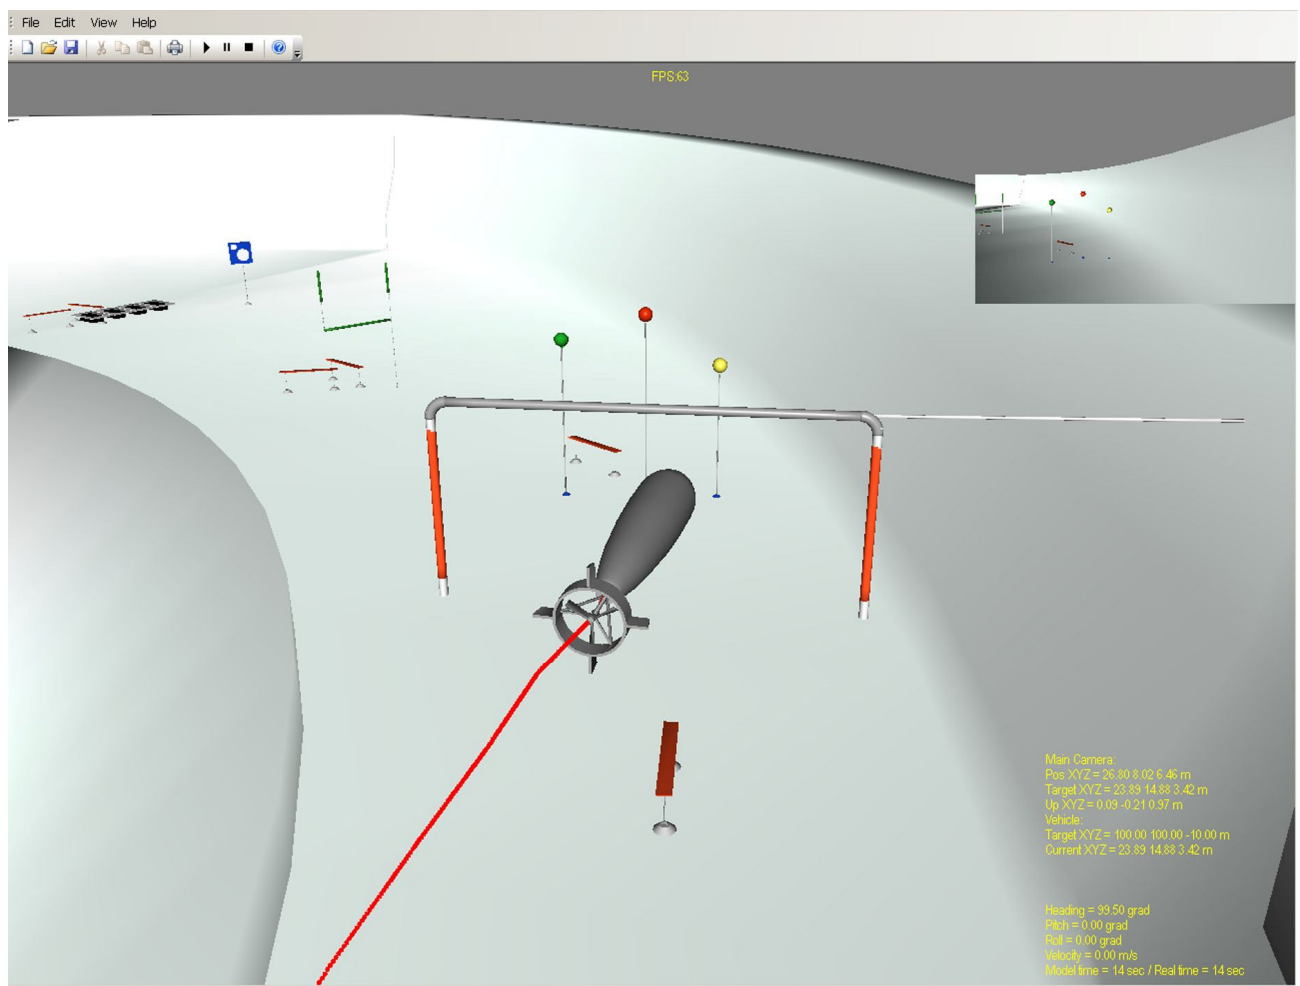 File Edit View Help
FPS:63
Main Camera:
Pos XYZ = 26.80 8.02 6.46 m
Target XYZ = 23.89 14.88 3.42 m
Up XYZ = 0.09 -0.21 0.97 m
Vehicle:
Target XYZ = 100.00 100.00 -10.00 m
Current XYZ = 23.89 14.88 3.42 m
Heading = 99.50 grad
Pitch = 0.00 grad
Roll = 0.00 grad
Velocity = 0.00 m/s
Model time = 14 sec / Real time = 14 sec